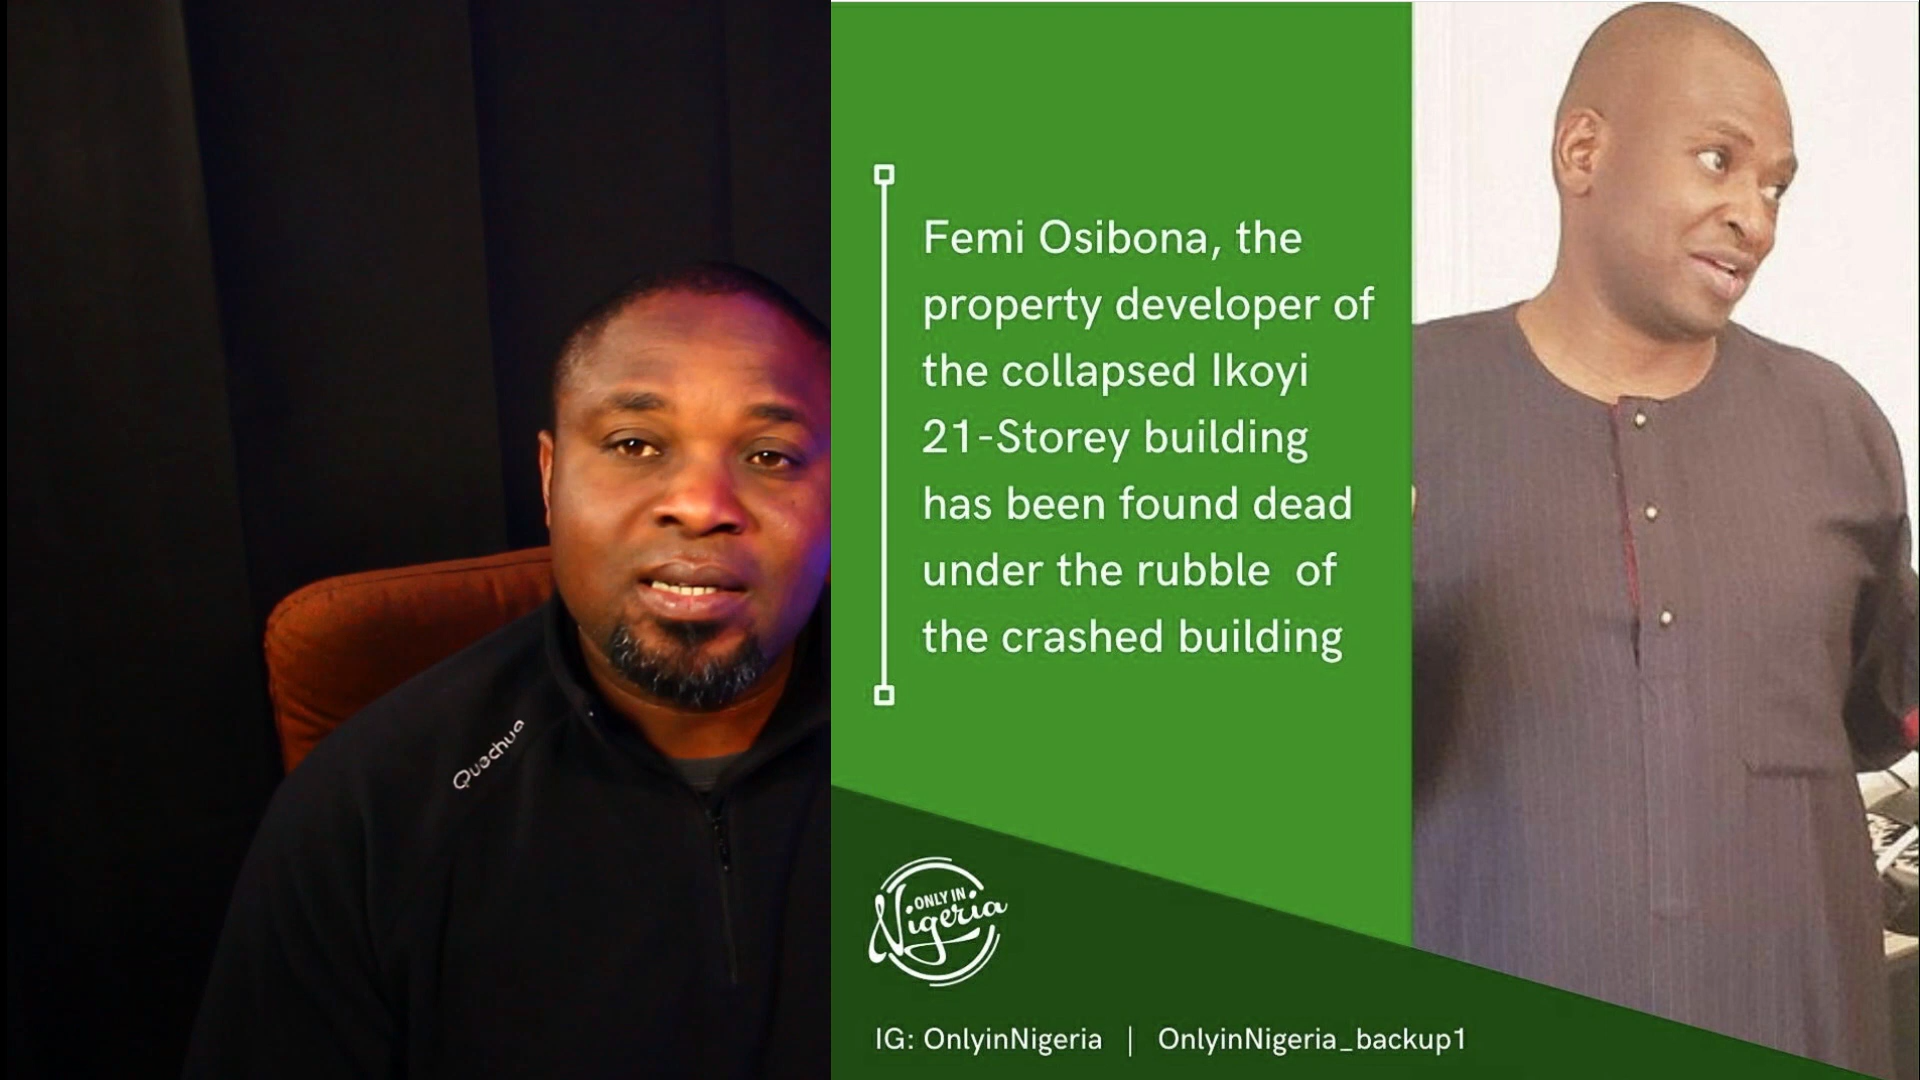 Quechua
Femi Osibona, the
property developer of
the collapsed Ikoyi
21-Storey building
has been found dead
under the rubble of
the crashed building
ONLY IN
Nigeria
IG: OnlyinNigeria | OnlyinNigeria_backup1